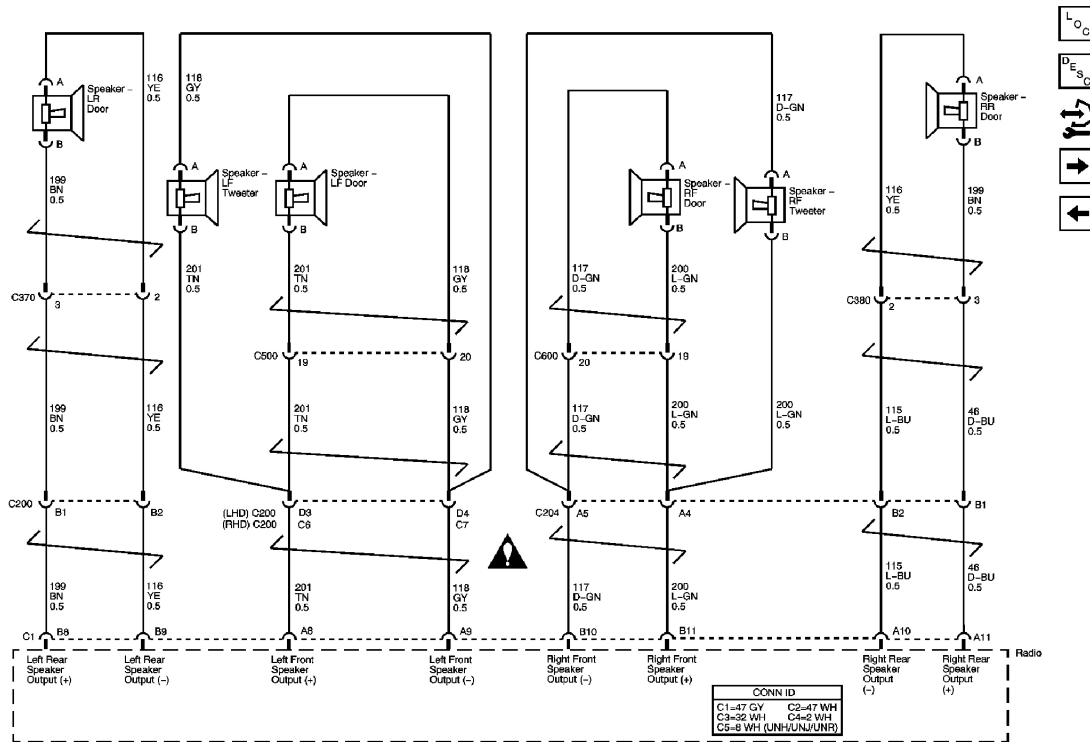 L
O
C
D
E
S
C
A
Speaker –
LR
Door
B
116
YE
0.5
118
GY
0.5
199
BN
0.5
A
Speaker –
LF
Tweeter
B
A
Speaker –
LF Door
B
201
TN
0.5
201
TN
0.5
118
GY
0.5
117
D-GN
0.5
A
Speaker –
RF
Door
B
A
Speaker –
RF
Tweeter
B
117
D-GN
0.5
200
L-GN
0.5
A
Speaker –
RR
Door
B
116
YE
0.5
199
BN
0.5
C370
3
2
C500
19
20
C600
20
19
C380
2
3
199
BN
0.5
116
YE
0.5
201
TN
0.5
118
GY
0.5
117
D-GN
0.5
200
L-GN
0.5
200
L-GN
0.5
115
L-BU
0.5
46
D-BU
0.5
C200
B1
B2
(LHD) C200
(RHD) C200
D3
C6
D4
C7
C204
A5
A4
B2
B1
199
BN
0.5
116
YE
0.5
201
TN
0.5
118
GY
0.5
117
D-GN
0.5
200
L-GN
0.5
115
L-BU
0.5
46
D-BU
0.5
C1
B8
B9
A8
A9
B10
B11
A10
A11
Radio
Left Rear
Speaker
Output (+)
Left Rear
Speaker
Output (–)
Left Front
Speaker
Output (+)
Left Front
Speaker
Output (–)
Right Front
Speaker
Output (–)
Right Front
Speaker
Output (+)
Right Rear
Speaker
Output
(–)
Right Rear
Speaker
Output
(+)
CONN ID
C1=47 GY C2=47 WH
C3=32 WH C4=2 WH
C5=8 WH (UNH/UNJ/UNR)